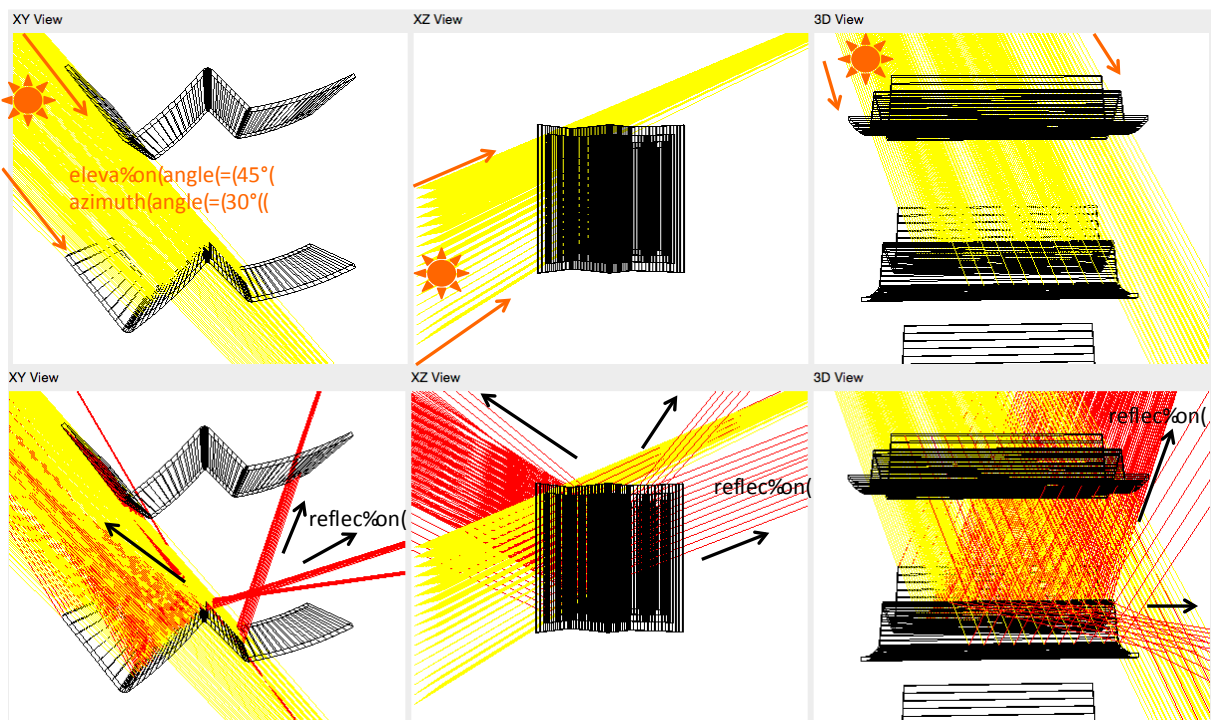 XY View
XZ View
3D View
eleva%on(angle(=(45°(
azimuth(angle(=(30°((
XY View
XZ View
3D View
reflec%on(
reflec%on(
reflec%on(